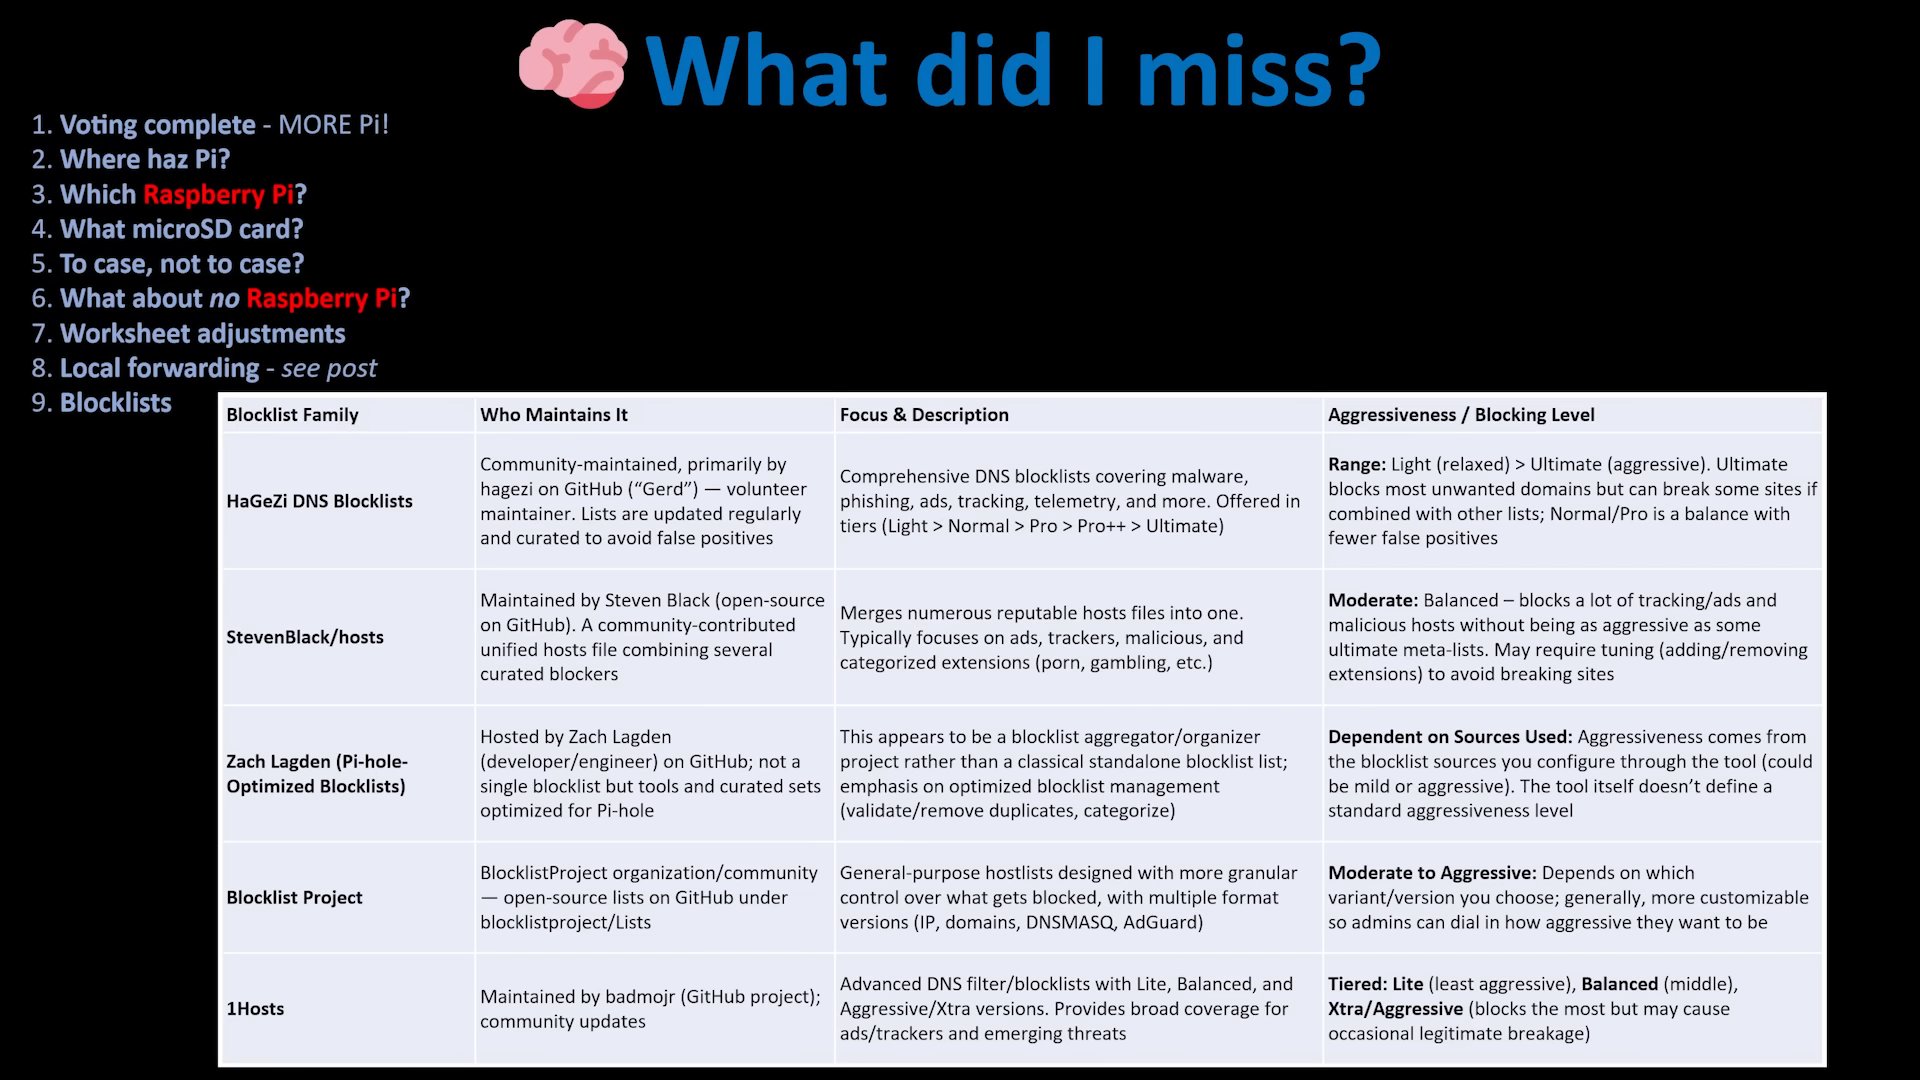 What did I miss?
1. Voting complete - MORE Pi!
2. Where haz Pi?
3. Which Raspberry Pi?
4. What microSD card?
5. To case, not to case?
6. What about no Raspberry Pi?
7. Worksheet adjustments
8. Local forwarding - see post
9. Blocklists
Blocklist Family
Who Maintains It
Focus & Description
Aggressiveness / Blocking Level
HaGeZi DNS Blocklists
Community-maintained, primarily by
hagezi on GitHub (“Gerd”) — volunteer
maintainer. Lists are updated regularly
and curated to avoid false positives
Comprehensive DNS blocklists covering malware,
phishing, ads, tracking, telemetry, and more. Offered in
tiers (Light > Normal > Pro > Pro++ > Ultimate)
Range: Light (relaxed) > Ultimate (aggressive). Ultimate
blocks most unwanted domains but can break some sites if
combined with other lists; Normal/Pro is a balance with
fewer false positives
StevenBlack/hosts
Maintained by Steven Black (open-source
on GitHub). A community-contributed
unified hosts file combining several
curated blockers
Merges numerous reputable hosts files into one.
Typically focuses on ads, trackers, malicious, and
categorized extensions (porn, gambling, etc.)
Moderate: Balanced – blocks a lot of tracking/ads and
malicious hosts without being as aggressive as some
ultimate meta-lists. May require tuning (adding/removing
extensions) to avoid breaking sites
Zach Lagden (Pi-hole-
Optimized Blocklists)
Hosted by Zach Lagden
(developer/engineer) on GitHub; not a
single blocklist but tools and curated sets
optimized for Pi-hole
This appears to be a blocklist aggregator/organizer
project rather than a classical standalone blocklist list;
emphasis on optimized blocklist management
(validate/remove duplicates, categorize)
Dependent on Sources Used: Aggressiveness comes from
the blocklist sources you configure through the tool (could
be mild or aggressive). The tool itself doesn’t define a
standard aggressiveness level
Blocklist Project
BlocklistProject organization/community
— open-source lists on GitHub under
blocklistproject/Lists
General-purpose hostlists designed with more granular
control over what gets blocked, with multiple format
versions (IP, domains, DNSMASQ, AdGuard)
Moderate to Aggressive: Depends on which
variant/version you choose; generally, more customizable
so admins can dial in how aggressive they want to be
1Hosts
Maintained by badmojr (GitHub project);
community updates
Advanced DNS filter/blocklists with Lite, Balanced, and
Aggressive/Xtra versions. Provides broad coverage for
ads/trackers and emerging threats
Tiered: Lite (least aggressive), Balanced (middle),
Xtra/Aggressive (blocks the most but may cause
occasional legitimate breakage)